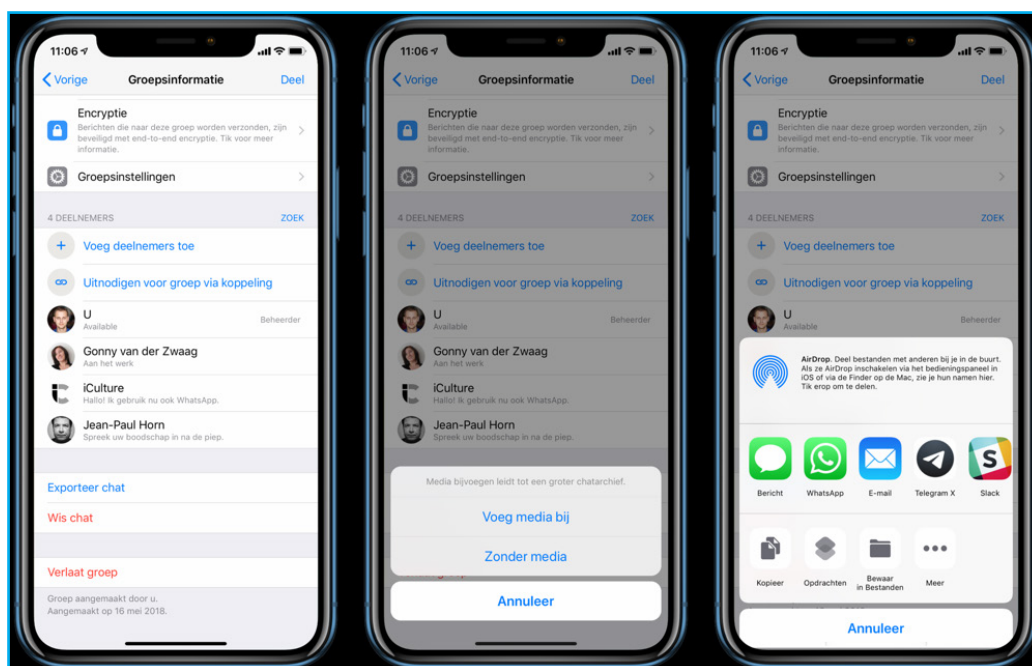 11:06
Vorige
Groepsinformatie
Deel
Encryptie
Berichten die naar deze groep worden verzonden, zijn
beveiligd met end-to-end encryptie. Tik voor meer
informatie.
Groepsinstellingen
4 DEELNEMERS
ZOEK
Voeg deelnemers toe
Uitnodigen voor groep via koppeling
U
Available
Beheerder
Gonny van der Zwaag
Aan het werk
iCulture
Hallo! Ik gebruik nu ook WhatsApp.
Jean-Paul Horn
Spreek uw boodschap in na de piep.
Exporteer chat
Wis chat
Verlaat groep
Groep aangemaakt door u.
Aangemaakt op 16 mei 2018.
11:06
Vorige
Groepsinformatie
Deel
Encryptie
Berichten die naar deze groep worden verzonden, zijn
beveiligd met end-to-end encryptie. Tik voor meer
informatie.
Groepsinstellingen
4 DEELNEMERS
ZOEK
Voeg deelnemers toe
Uitnodigen voor groep via koppeling
U
Available
Beheerder
Gonny van der Zwaag
Aan het werk
iCulture
Hallo! Ik gebruik nu ook WhatsApp.
Jean-Paul Horn
Spreek uw boodschap in na de piep.
Media bijvoegen leidt tot een groter chatarchief.
Voeg media bij
Zonder media
Annuleer
11:06
Vorige
Groepsinformatie
Deel
Encryptie
Berichten die naar deze groep worden verzonden, zijn
beveiligd met end-to-end encryptie. Tik voor meer
informatie.
Groepsinstellingen
4 DEELNEMERS
ZOEK
Voeg deelnemers toe
Uitnodigen voor groep via koppeling
U
Available
Beheerder
AirDrop. Deel bestanden met anderen bij je in de buurt.
Als ze AirDrop inschakelen via het bedieningspaneel in
iOS of via de Finder op de Mac, zie je hun namen hier.
Tik erop om te delen.
S
Bericht
WhatsApp
E-mail
Telegram X
Slack
Kopieer
Opdrachten
Bewaar
in Bestanden
Meer
Annuleer